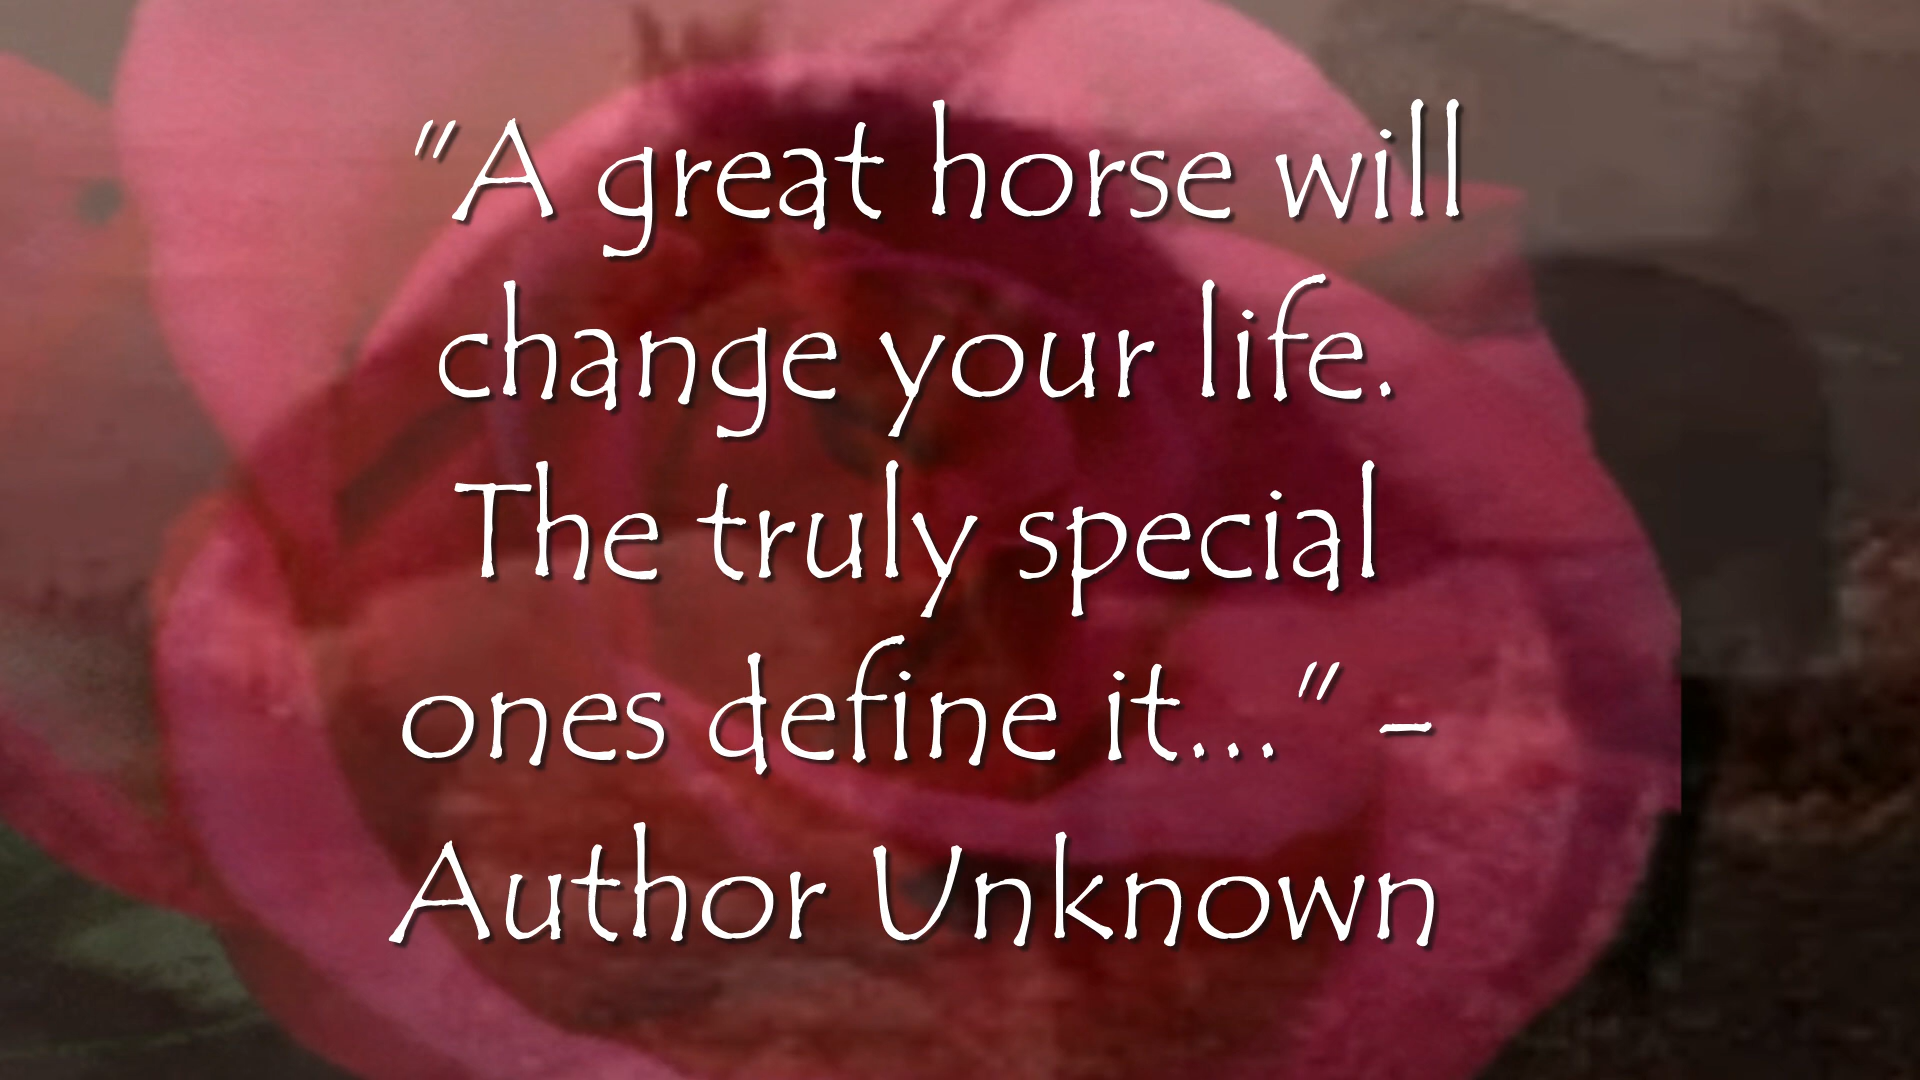 "A great horse will
change your life.
The truly special
ones define it..." -
Author Unknown